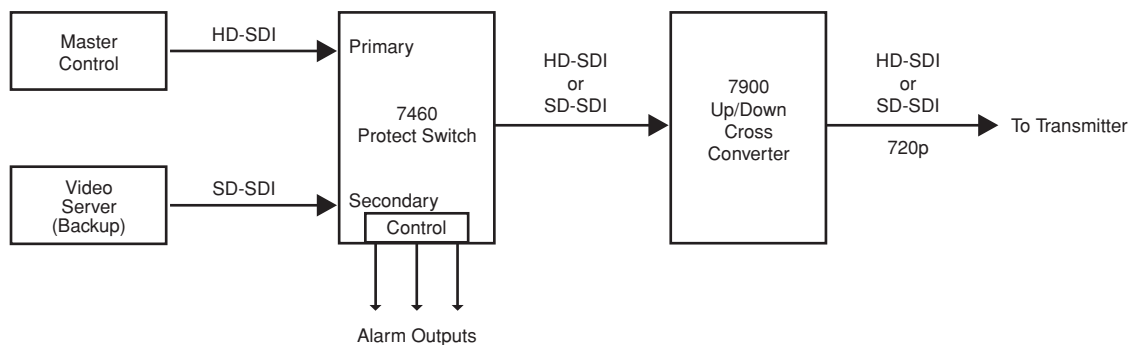 Master
Control
HD-SDI
Primary
7460
Protect Switch
HD-SDI
or
SD-SDI
7900
Up/Down
Cross
Converter
HD-SDI
or
SD-SDI
720p
To Transmitter
Video
Server
(Backup)
SD-SDI
Secondary
Control
Alarm Outputs